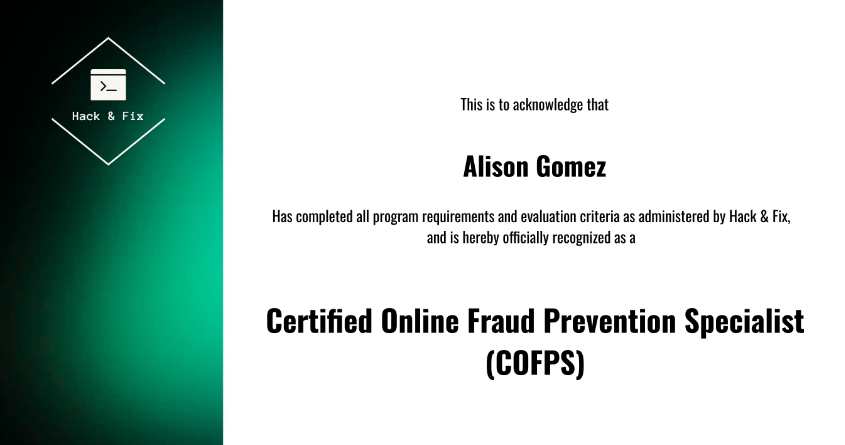 Hack & Fix
This is to acknowledge that
Alison Gomez
Has completed all program requirements and evaluation criteria as administered by Hack & Fix,
and is hereby officially recognized as a
Certified Online Fraud Prevention Specialist
(COFPS)